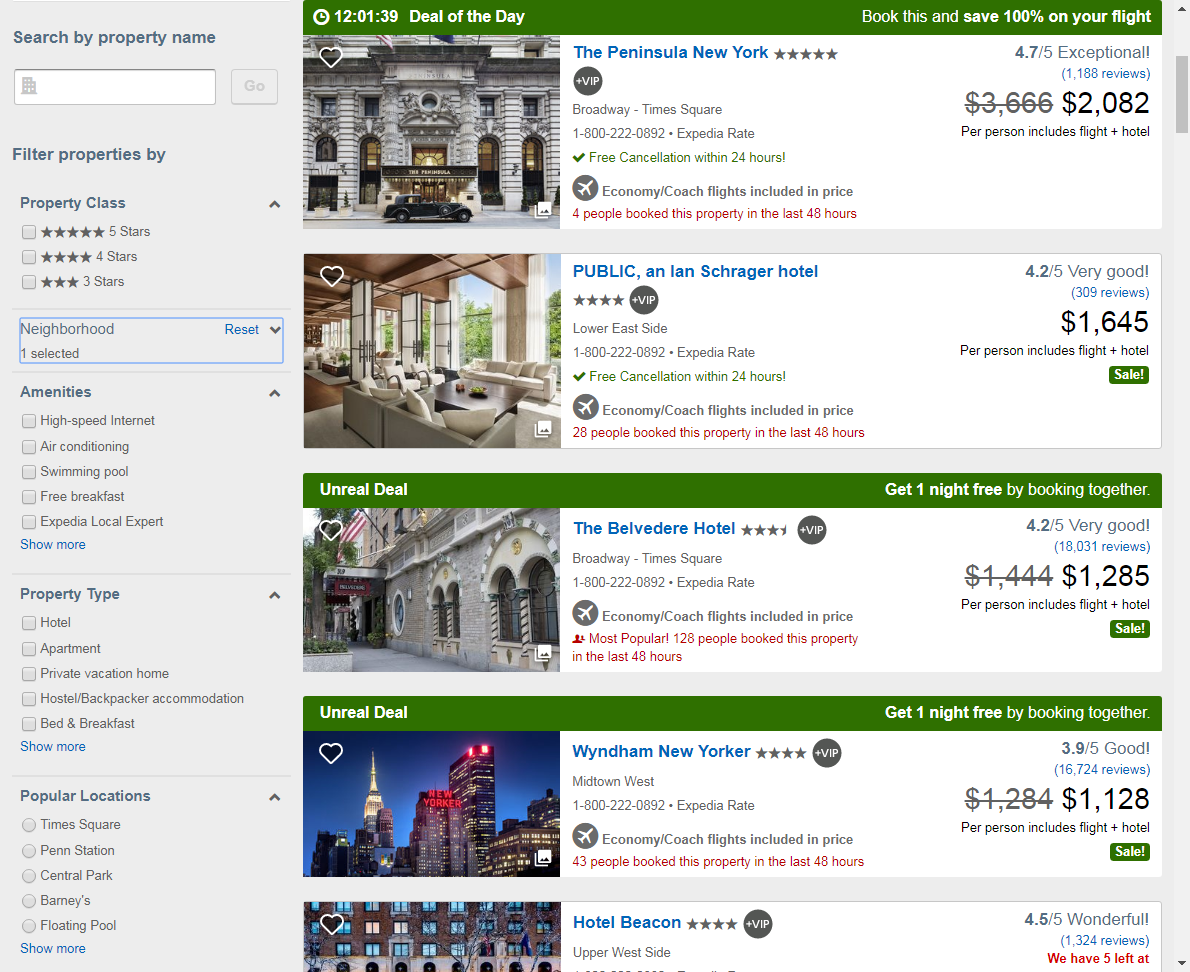 Search by property name
Go
Filter properties by
Property Class
5 Stars
4 Stars
3 Stars
Neighborhood
Reset
1 selected
Amenities
High-speed Internet
Air conditioning
Swimming pool
Free breakfast
Expedia Local Expert
Show more
Property Type
Hotel
Apartment
Private vacation home
Hostel/Backpacker accommodation
Bed & Breakfast
Show more
Popular Locations
Times Square
Penn Station
Central Park
Barney's
Floating Pool
Show more
12:01:39 Deal of the Day
Book this and save 100% on your flight
THE PENINSULA
The Peninsula New York
+VIP
Broadway - Times Square
1-800-222-0892 • Expedia Rate
Free Cancellation within 24 hours!
Economy/Coach flights included in price
4 people booked this property in the last 48 hours
4.7/5 Exceptional!
(1,188 reviews)
$3,666 $2,082
Per person includes flight + hotel
PUBLIC, an Ian Schrager hotel
+VIP
Lower East Side
1-800-222-0892 • Expedia Rate
Free Cancellation within 24 hours!
Economy/Coach flights included in price
28 people booked this property in the last 48 hours
4.2/5 Very good!
(309 reviews)
$1,645
Per person includes flight + hotel
Sale!
Unreal Deal
Get 1 night free by booking together.
BELVEDERE
The Belvedere Hotel
+VIP
Broadway - Times Square
1-800-222-0892 • Expedia Rate
Economy/Coach flights included in price
Most Popular! 128 people booked this property
in the last 48 hours
4.2/5 Very good!
(18,031 reviews)
$1,444 $1,285
Per person includes flight + hotel
Sale!
Unreal Deal
Get 1 night free by booking together.
NEW
YORKER
Wyndham New Yorker
+VIP
Midtown West
1-800-222-0892 • Expedia Rate
Economy/Coach flights included in price
43 people booked this property in the last 48 hours
3.9/5 Good!
(16,724 reviews)
$1,284 $1,128
Per person includes flight + hotel
Sale!
Hotel Beacon
+VIP
Upper West Side
4.5/5 Wonderful!
(1,324 reviews)
We have 5 left at